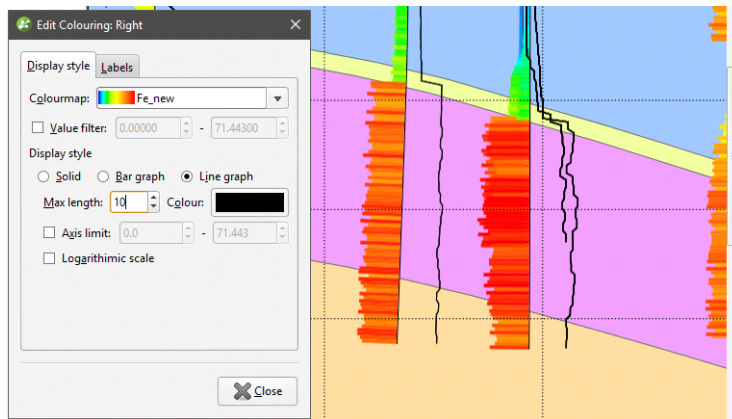 Edit Colouring: Right
Display style Labels
Colourmap: Fe_new
Value filter: 0.00000 - 71.44300
Display style
Solid Bar graph Line graph
Max length: 10 Colour:
Axis limit: 0.0 - 71.443
Logarithmic scale
Close